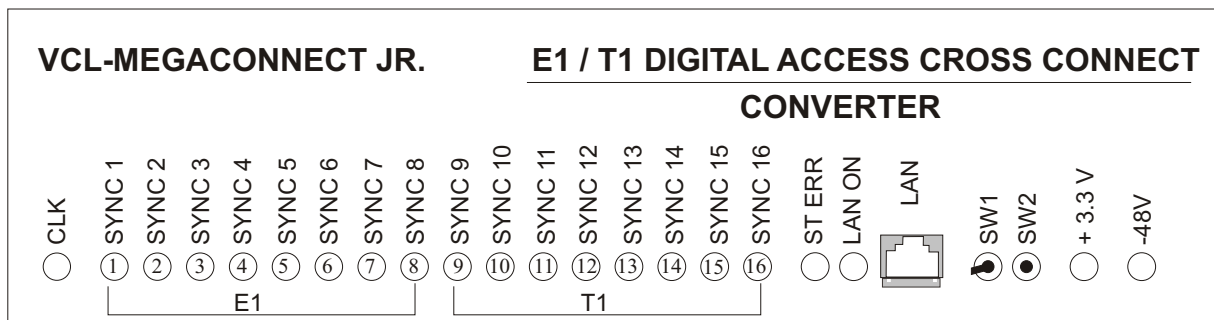 VCL-MEGACONNECT JR.
E1 / T1 DIGITAL ACCESS CROSS CONNECT
CONVERTER
CLK
SYNC 1
SYNC 2
SYNC 3
SYNC 4
SYNC 5
SYNC 6
SYNC 7
SYNC 8
SYNC 9
SYNC 10
SYNC 11
SYNC 12
SYNC 13
SYNC 14
SYNC 15
SYNC 16
ST ERR
LAN ON
LAN
SW1
SW2
+ 3.3 V
-48V
1 2 3 4 5 6 7 8 9 10 11 12 13 14 15 16
E1
T1